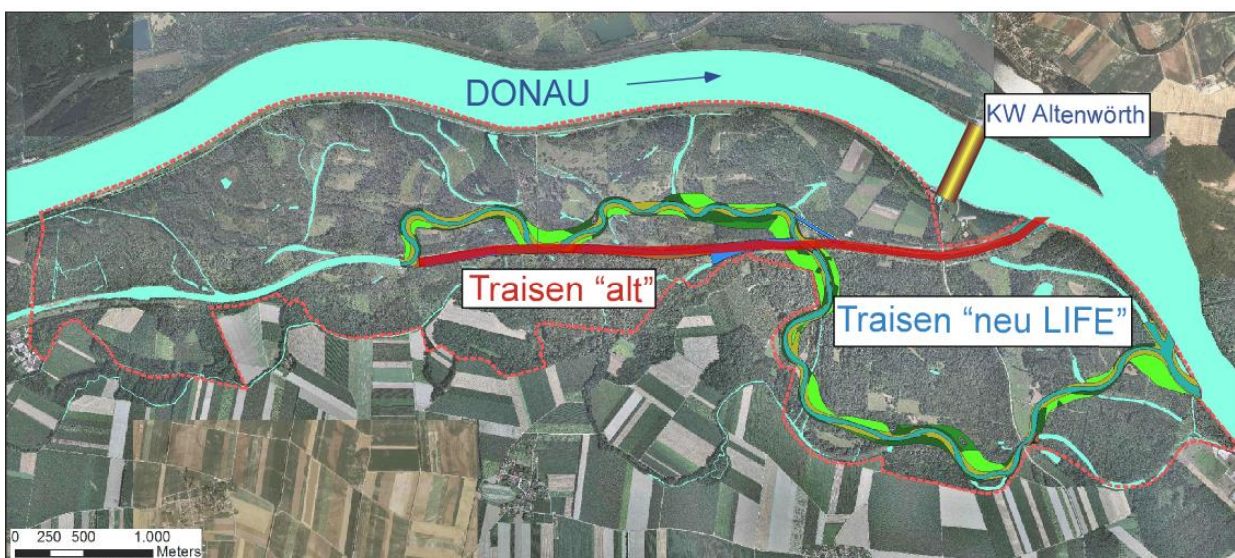 DONAU
KW Altenwörth
Traisen “alt”
Traisen “neu LIFE”
0 250 500 1.000
Meters